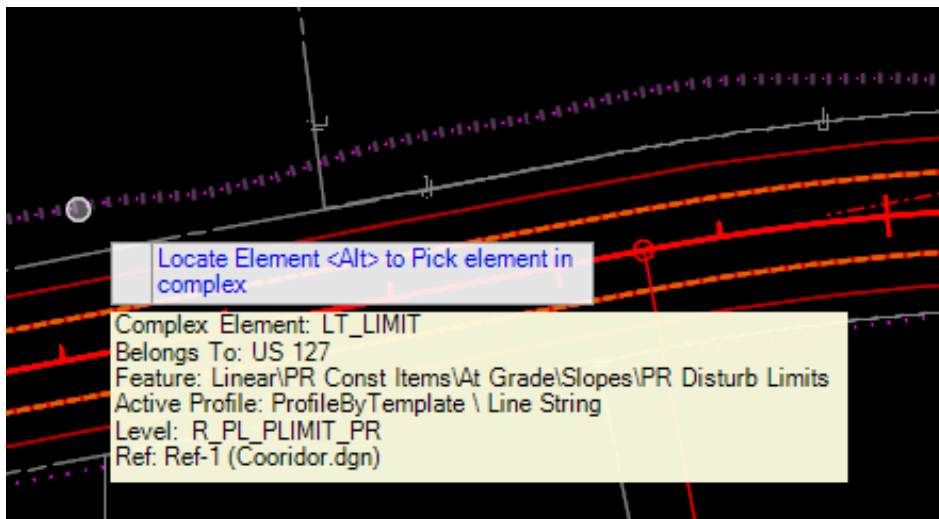 Locate Element <Alt> to Pick element in
complex
Complex Element: LT_LIMIT
Belongs To: US 127
Feature: Linear\PR Const Items\At Grade\Slopes\PR Disturb Limits
Active Profile: ProfileByTemplate \ Line String
Level: R_PL_PLIMIT_PR
Ref: Ref-1 (Cooridor.dgn)